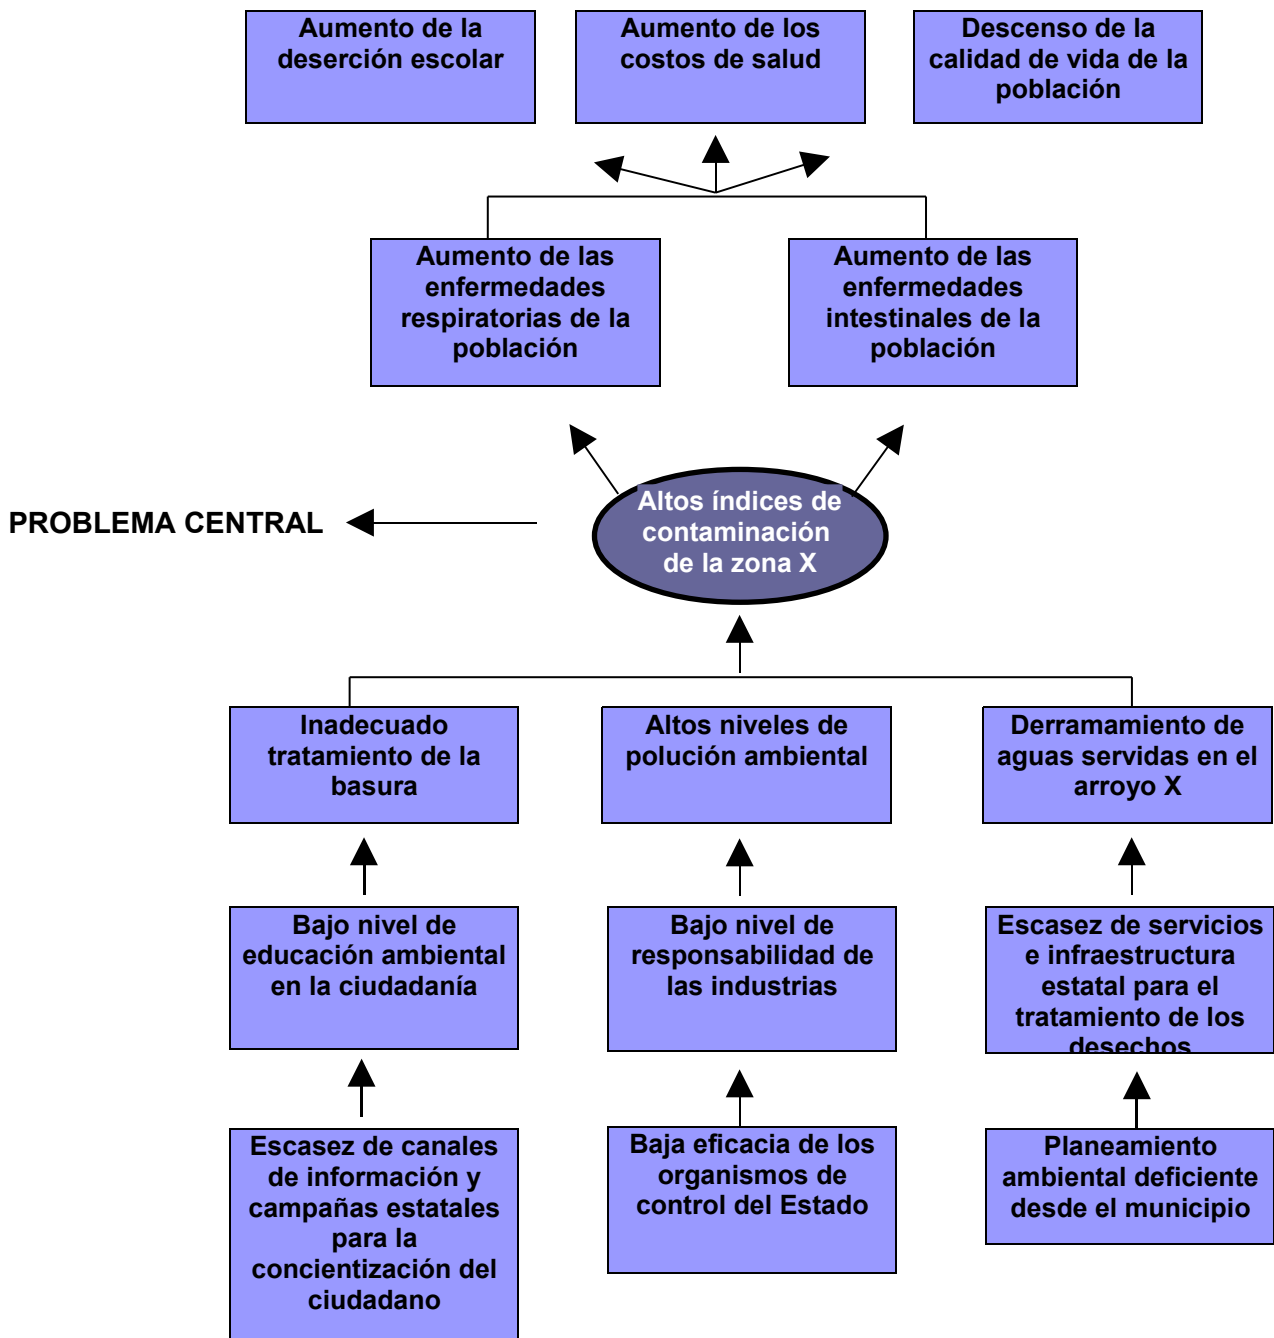 Aumento de la
deserción escolar
Aumento de los
costos de salud
Descenso de la
calidad de vida de la
población
Aumento de las
enfermedades
respiratorias de la
población
Aumento de las
enfermedades
intestinales de la
población
PROBLEMA CENTRAL
Altos índices de
contaminación
de la zona X
Inadecuado
tratamiento de la
basura
Altos niveles de
polución ambiental
Derramamiento de
aguas servidas en el
arroyo X
Bajo nivel de
educación ambiental
en la ciudadanía
Bajo nivel de
responsabilidad de
las industrias
Escasez de servicios
e infraestructura
estatal para el
tratamiento de los
desechos
Escasez de canales
de información y
campañas estatales
para la
concientización del
ciudadano
Baja eficacia de los
organismos de
control del Estado
Planeamiento
ambiental deficiente
desde el municipio